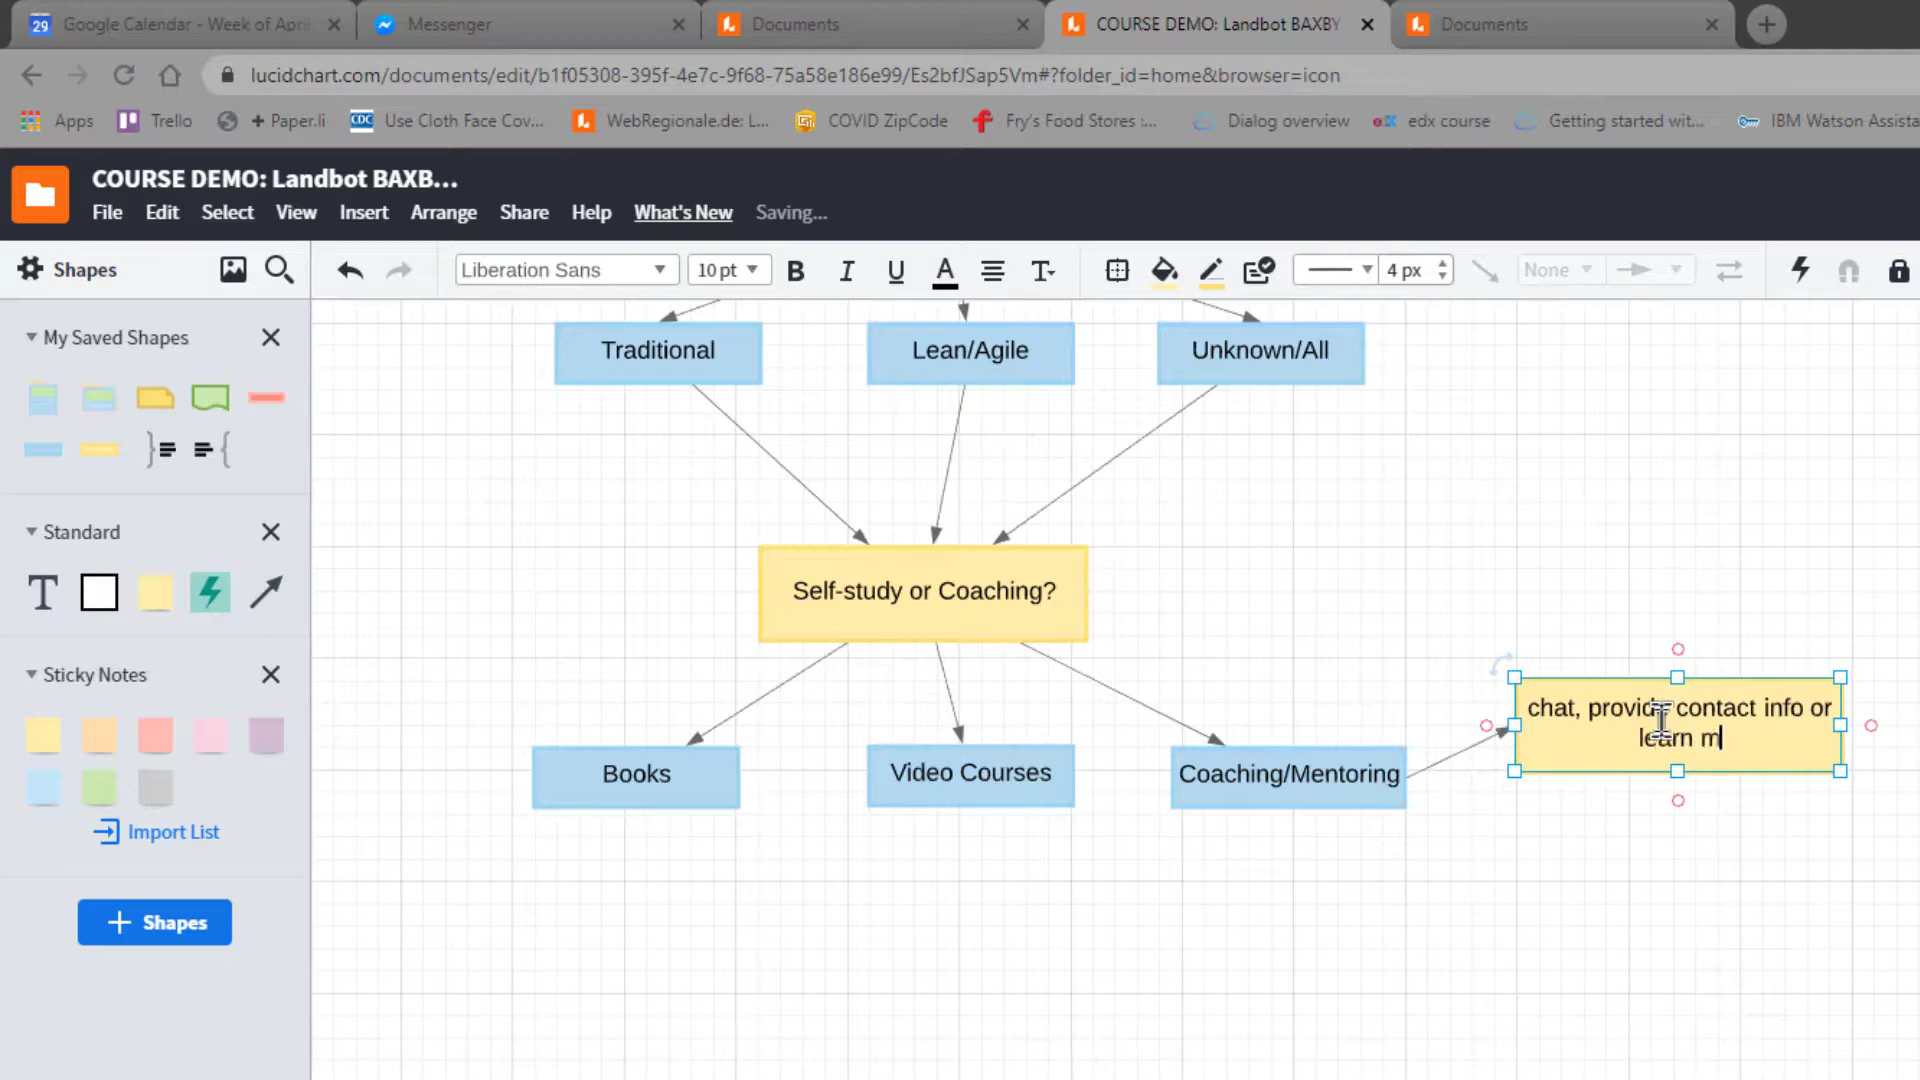 29 Google Calendar - Week of Apri
Messenger
Documents
COURSE DEMO: Landbot BAXBY
Documents
lucidchart.com/documents/edit/b1f05308-395f-4e7c-9f68-75a58e186e99/Es2bfJSap5Vm#?folder_id=home&browser=icon
Apps Trello + Paper.li CDC Use Cloth Face Cov... WebRegionale.de: L... COVID ZipCode Fry's Food Stores :... Dialog overview edx course Getting started wit... IBM Watson Assista
COURSE DEMO: Landbot BAXB...
File Edit Select View Insert Arrange Share Help What's New Saving...
Shapes Liberation Sans 10 pt B I U A T 4 px None
My Saved Shapes
Standard
T
Sticky Notes
Import List
+ Shapes
Traditional Lean/Agile Unknown/All
Self-study or Coaching?
chat, provide contact info or
learn m
Books Video Courses Coaching/Mentoring